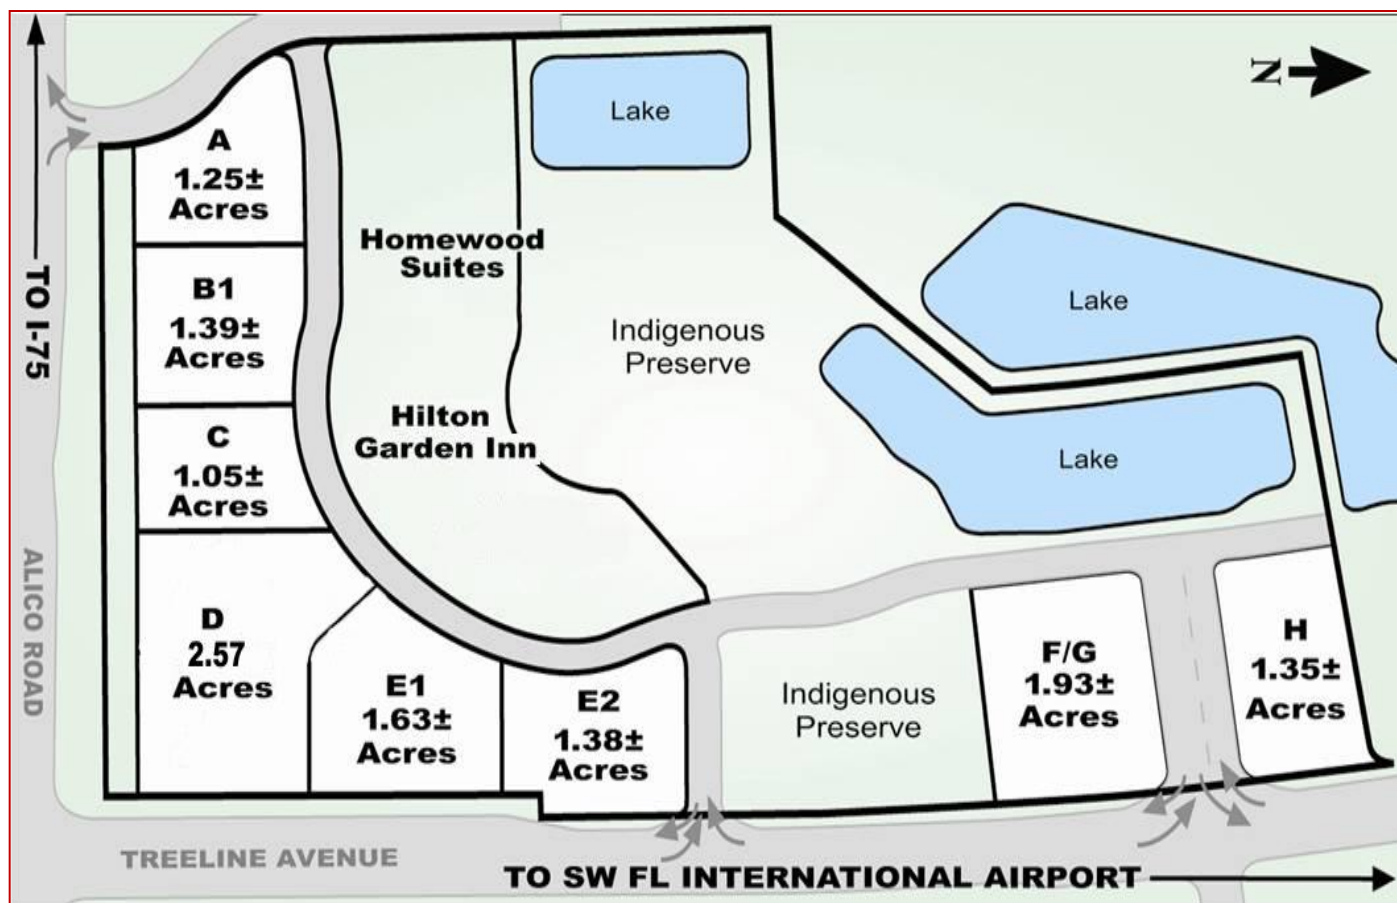 N
Lake
A
1.25±
Acres
Homewood
Suites
TO I-75
B1
1.39±
Acres
Lake
Indigenous
Preserve
C
1.05±
Acres
Hilton
Garden Inn
Lake
ALICO ROAD
D
2.57
Acres
E1
1.63±
Acres
E2
1.38±
Acres
Indigenous
Preserve
F/G
1.93±
Acres
H
1.35±
Acres
TREELINE AVENUE
TO SW FL INTERNATIONAL AIRPORT